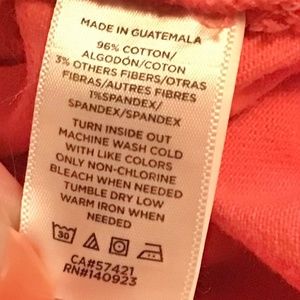 MADE IN GUATEMALA
96% COTTON/
ALGODÓN/COTON
3% OTHERS FIBERS/OTRAS
FIBRAS/AUTRES FIBRES
1%SPANDEX/
SPANDEX/SPANDEX
TURN INSIDE OUT
MACHINE WASH COLD
WITH LIKE COLORS
ONLY NON-CHLORINE
BLEACH WHEN NEEDED
TUMBLE DRY LOW
WARM IRON WHEN
NEEDED
30
CA#57421
RN#140923